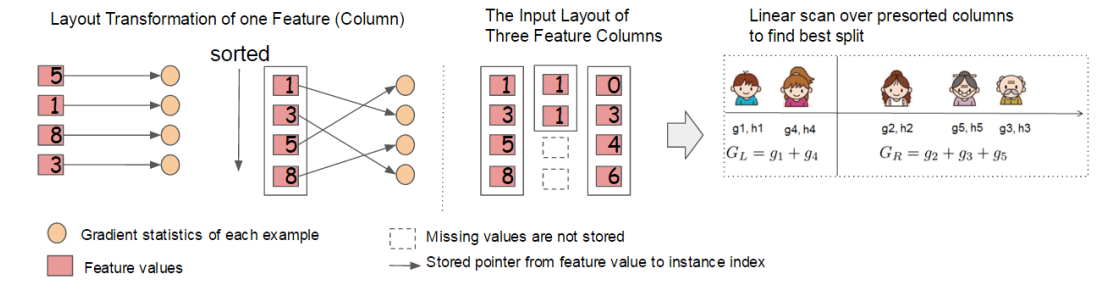 Layout Transformation of one Feature (Column)
sorted
5
1
8
3
1
3
5
8
The Input Layout of
Three Feature Columns
1 1 0
3 1 3
5 4
8 6
Linear scan over presorted columns
to find best split
g1, h1 g4, h4 g2, h2 g5, h5 g3, h3
G_L = g_1 + g_4 G_R = g_2 + g_3 + g_5
Gradient statistics of each example
Feature values
Missing values are not stored
Stored pointer from feature value to instance index